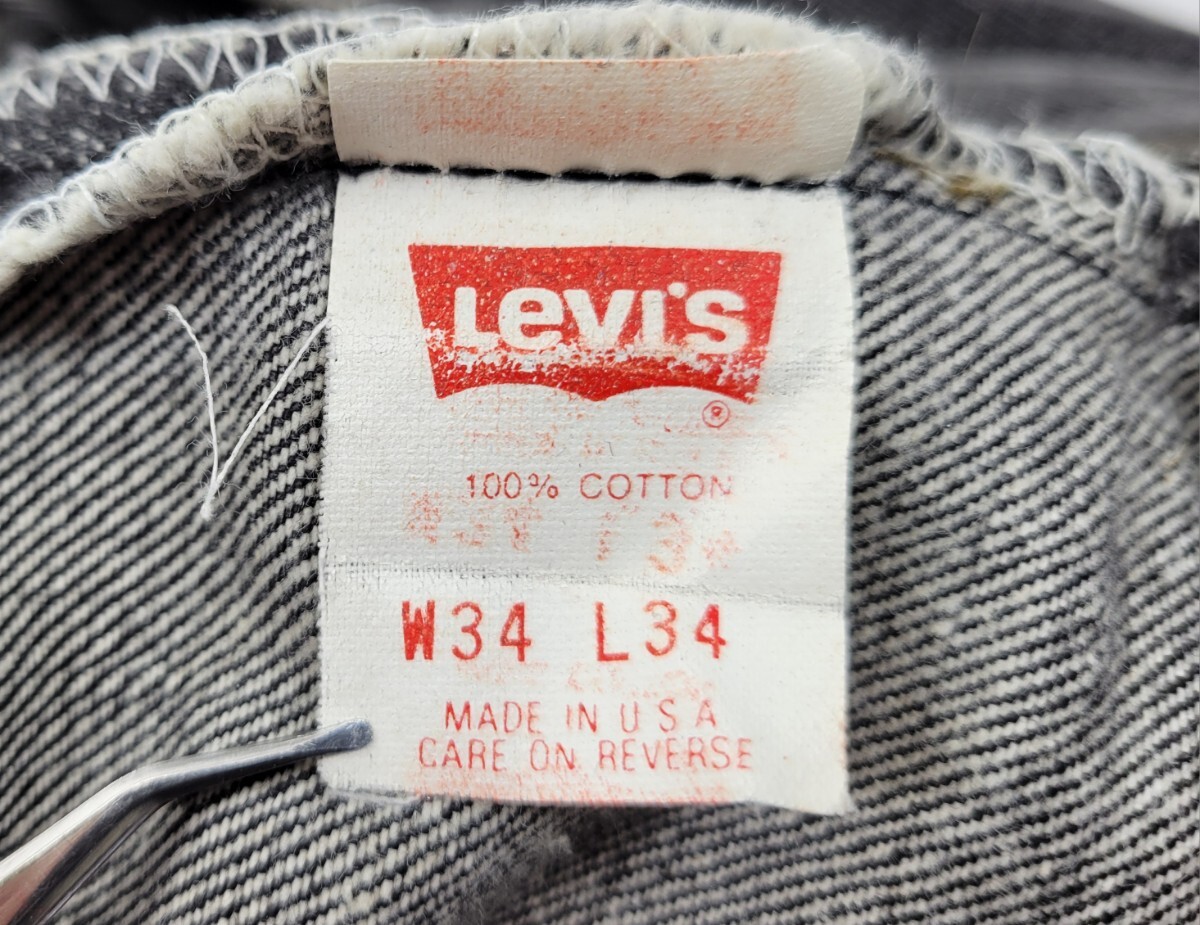 Levi's
®
100% COTTON
W34 L34
MADE IN U S A
CARE ON REVERSE